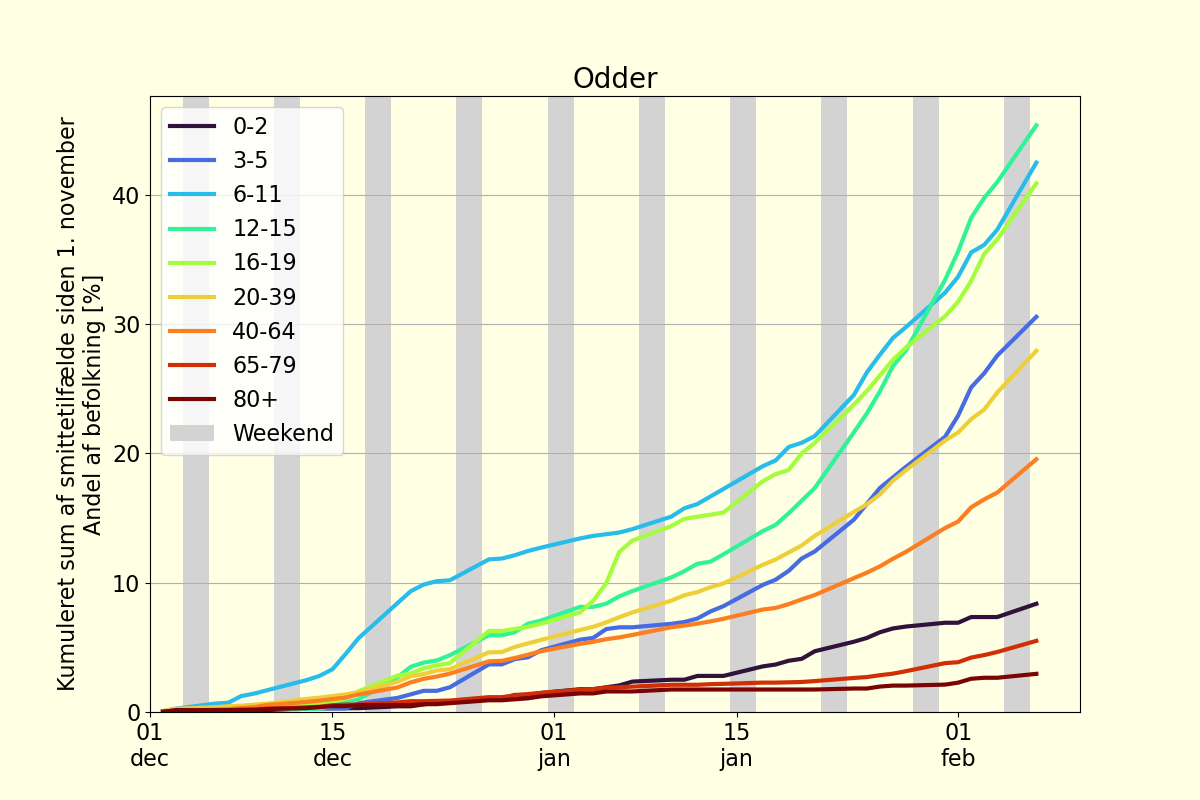 Odder
Kumuleret sum af smittetilfælde siden 1. november
Andel af befolkning [%]
40
30
20
10
0
0-2
3-5
6-11
12-15
16-19
20-39
40-64
65-79
80+
Weekend
01 15 01 15 01
dec dec jan jan feb